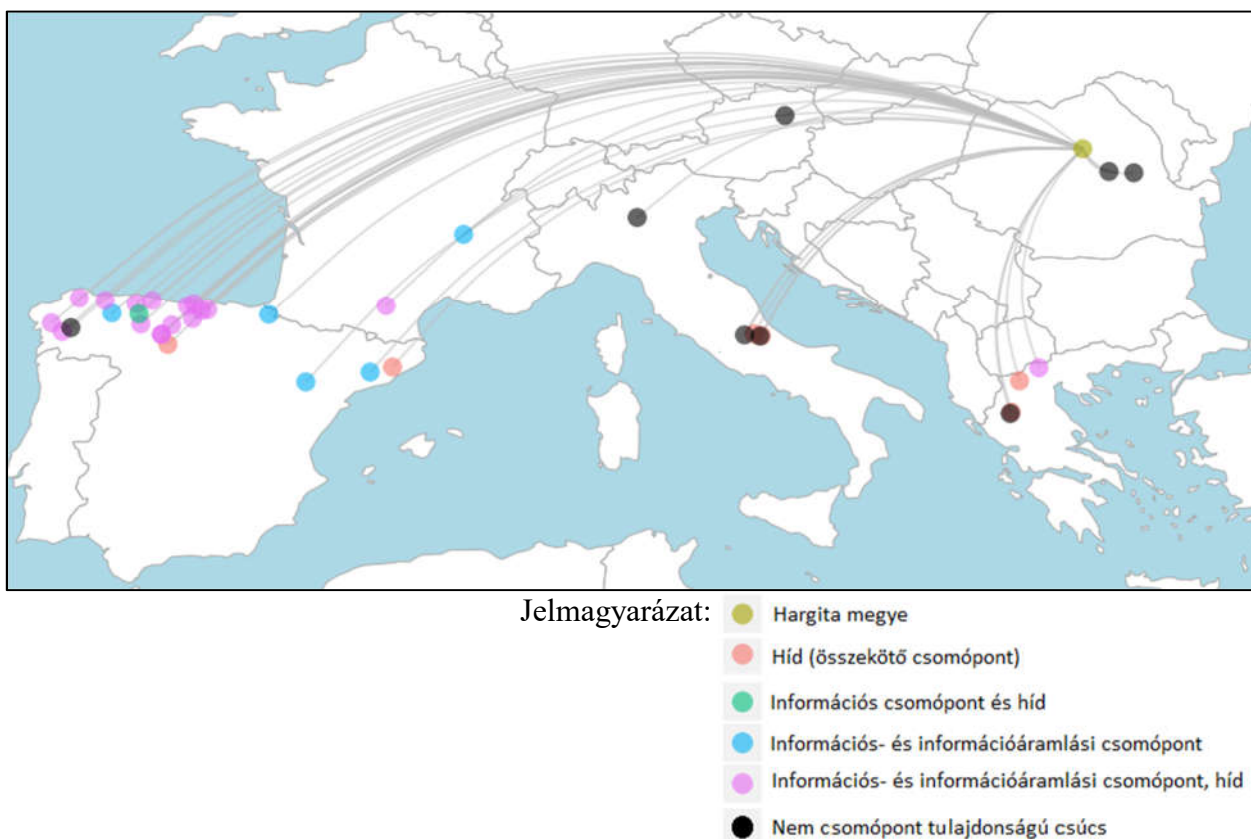 Jelmagyarázat:
Hargita megye
Híd (összekötő csomópont)
Információs csomópont és híd
Információs- és információáramlási csomópont
Információs- és információáramlási csomópont, híd
Nem csomópont tulajdonságú csúcs